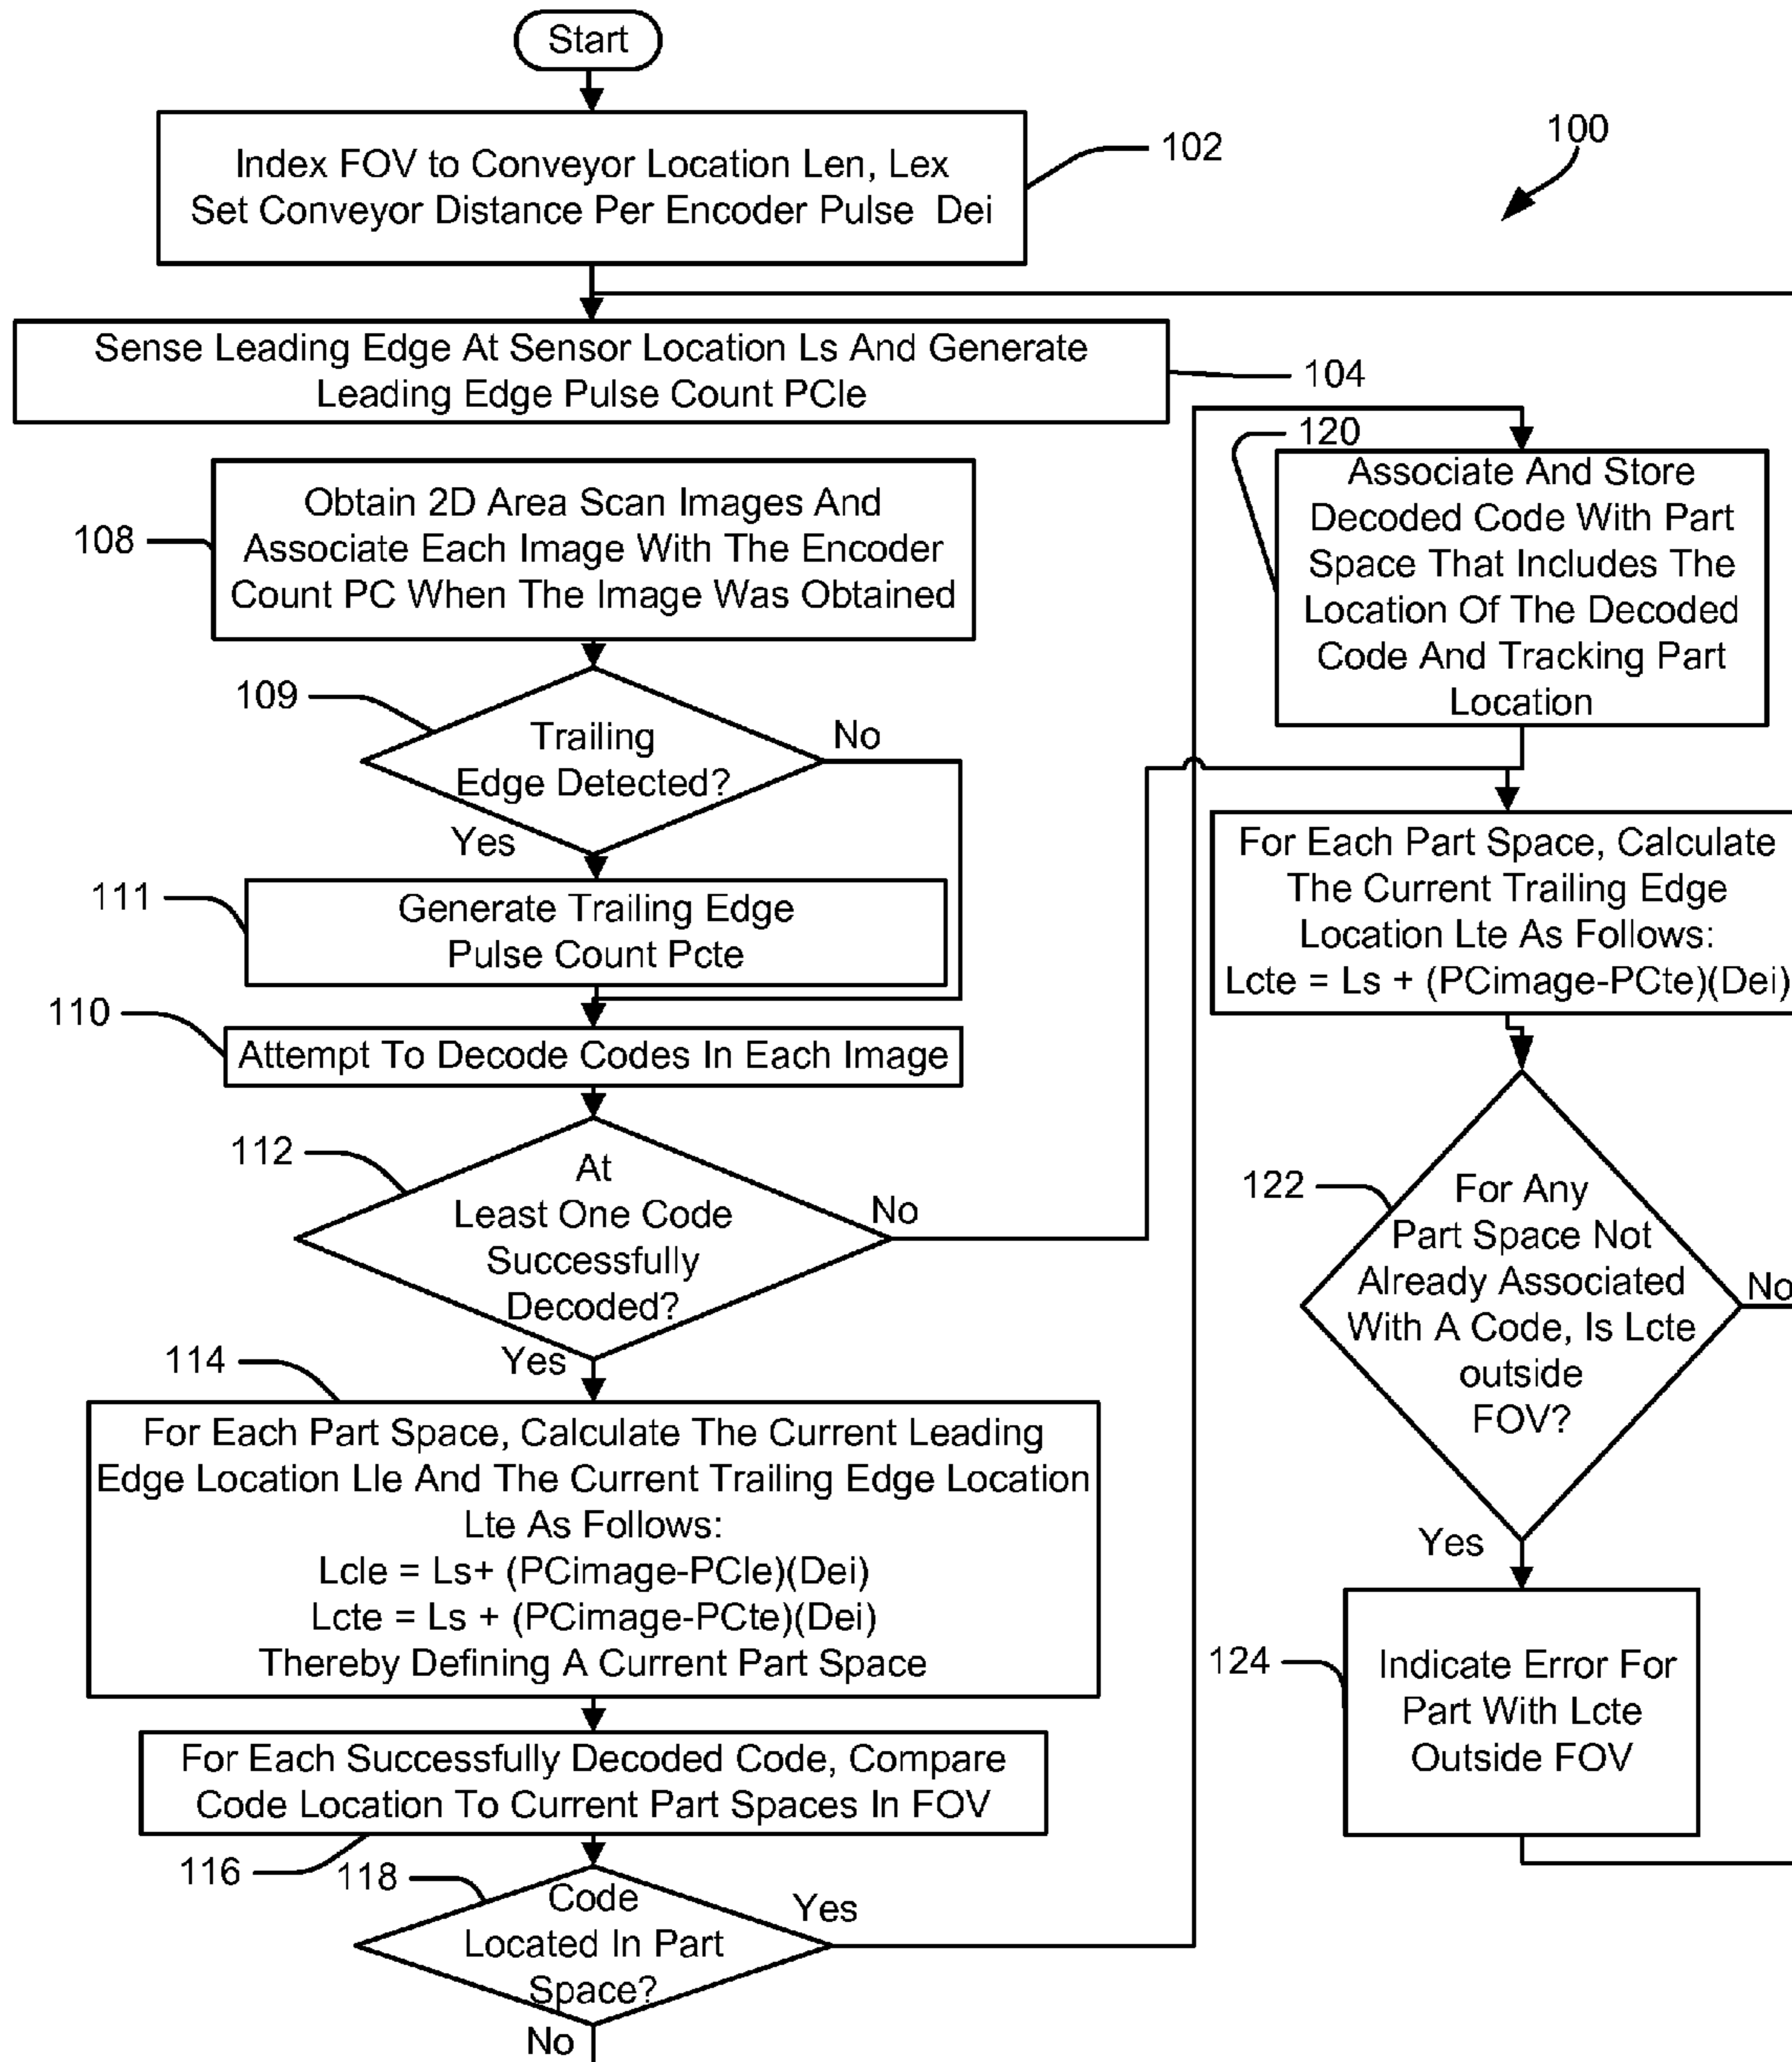 Start
Index FOV to Conveyor Location Len, Lex
Set Conveyor Distance Per Encoder Pulse Dei
102
100
Sense Leading Edge At Sensor Location Ls And Generate
Leading Edge Pulse Count PCle
104
Obtain 2D Area Scan Images And
Associate Each Image With The Encoder
Count PC When The Image Was Obtained
108
109
Trailing
Edge Detected?
No
Yes
111
Generate Trailing Edge
Pulse Count Pcte
110
Attempt To Decode Codes In Each Image
112
At
Least One Code
Successfully
Decoded?
No
Yes
114
For Each Part Space, Calculate The Current Leading
Edge Location Lle And The Current Trailing Edge Location
Lte As Follows:
Lcle = Ls+ (PCimage-PCle)(Dei)
Lcte = Ls + (PCimage-PCte)(Dei)
Thereby Defining A Current Part Space
For Each Successfully Decoded Code, Compare
Code Location To Current Part Spaces In FOV
116
118
Code
Located In Part
Space?
Yes
No
120
Associate And Store
Decoded Code With Part
Space That Includes The
Location Of The Decoded
Code And Tracking Part
Location
For Each Part Space, Calculate
The Current Trailing Edge
Location Lte As Follows:
Lcte = Ls + (PCimage-PCte)(Dei)
122
For Any
Part Space Not
Already Associated
With A Code, Is Lcte
outside
FOV?
No
Yes
124
Indicate Error For
Part With Lcte
Outside FOV